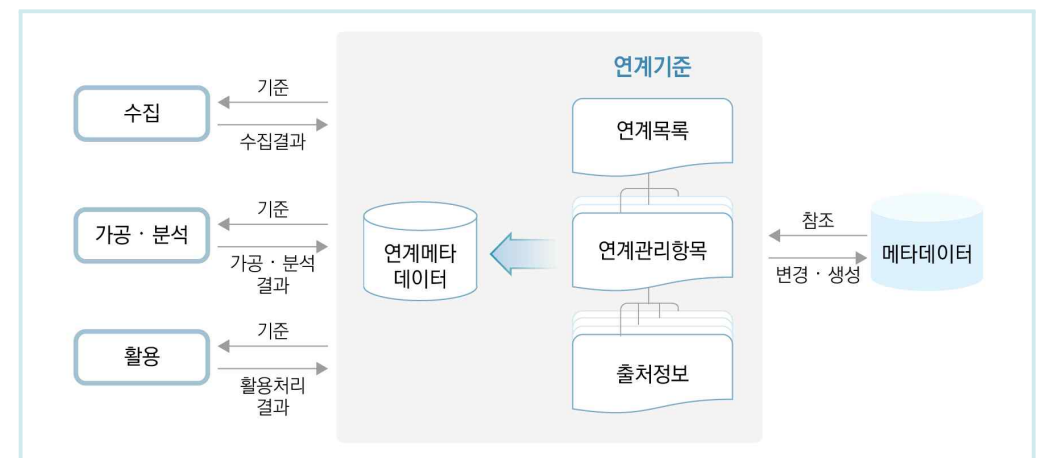 연계기준
수집
기준
수집결과
연계목록
가공 · 분석
기준
가공 · 분석
결과
연계메타
데이터
연계관리항목
참조
변경 · 생성
메타데이터
활용
기준
활용처리
결과
출처정보